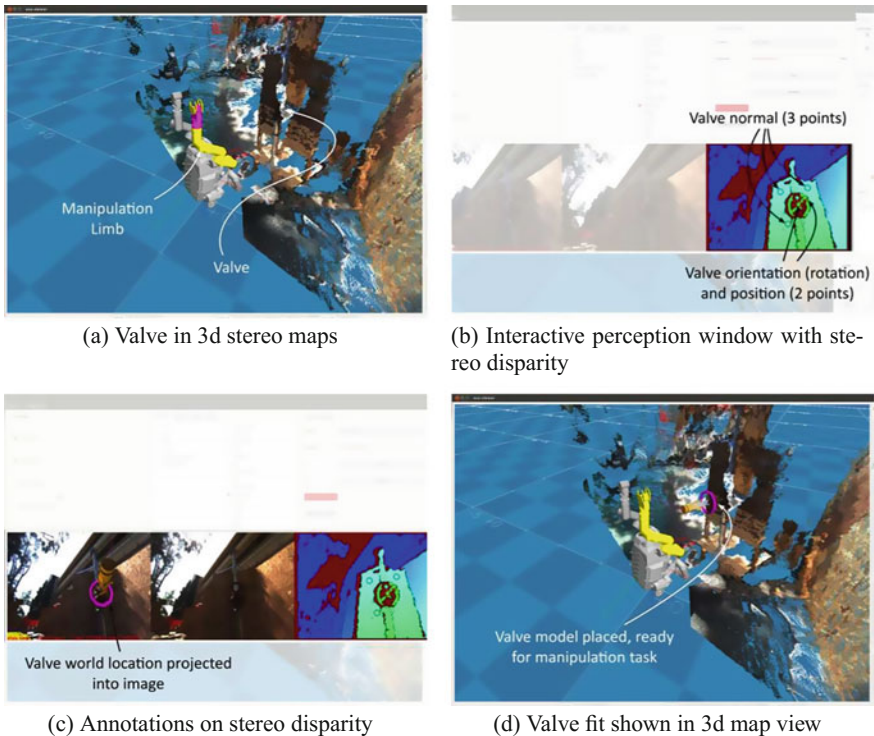 Manipulation
Limb
Valve
(a) Valve in 3d stereo maps
Valve normal (3 points)
Valve orientation (rotation)
and position (2 points)
(b) Interactive perception window with ste-
reo disparity
Valve world location projected
into image
(c) Annotations on stereo disparity
Valve model placed, ready
for manipulation task
(d) Valve fit shown in 3d map view